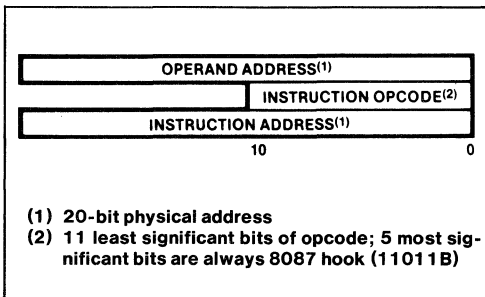 OPERAND ADDRESS(1)
INSTRUCTION OPCODE(2)
INSTRUCTION ADDRESS(1)
10 0
(1) 20-bit physical address
(2) 11 least significant bits of opcode; 5 most sig-
nificant bits are always 8087 hook (11011B)